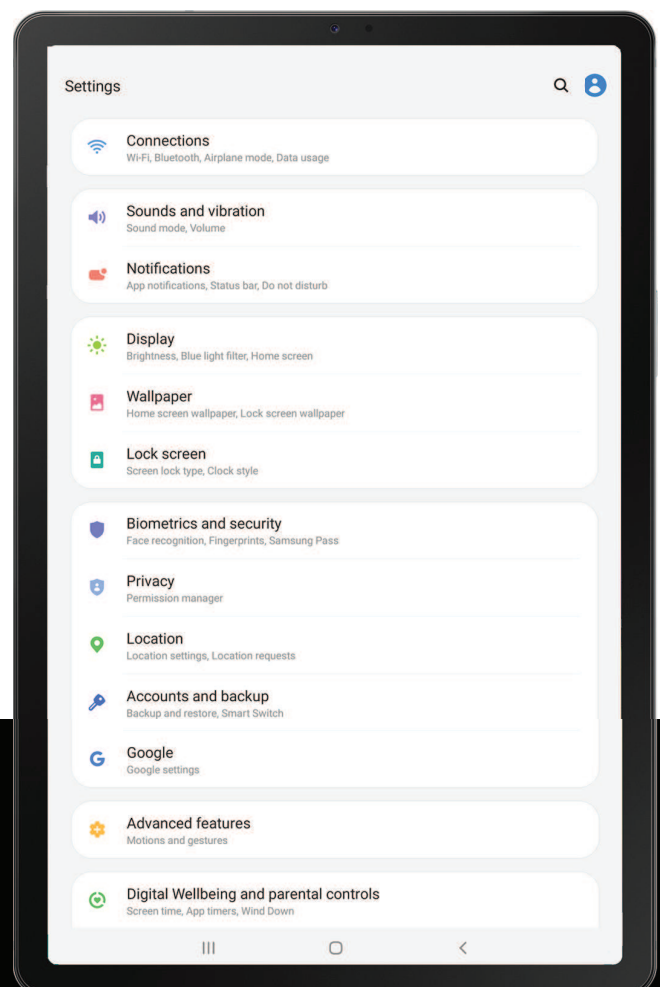 Settings
Connections
Wi-Fi, Bluetooth, Airplane mode, Data usage
Sounds and vibration
Sound mode, Volume
Notifications
App notifications, Status bar, Do not disturb
Display
Brightness, Blue light filter, Home screen
Wallpaper
Home screen wallpaper, Lock screen wallpaper
Lock screen
Screen lock type, Clock style
Biometrics and security
Face recognition, Fingerprints, Samsung Pass
Privacy
Permission manager
Location
Location settings, Location requests
Accounts and backup
Backup and restore, Smart Switch
Google
Google settings
Advanced features
Motions and gestures
Digital Wellbeing and parental controls
Screen time, App timers, Wind Down